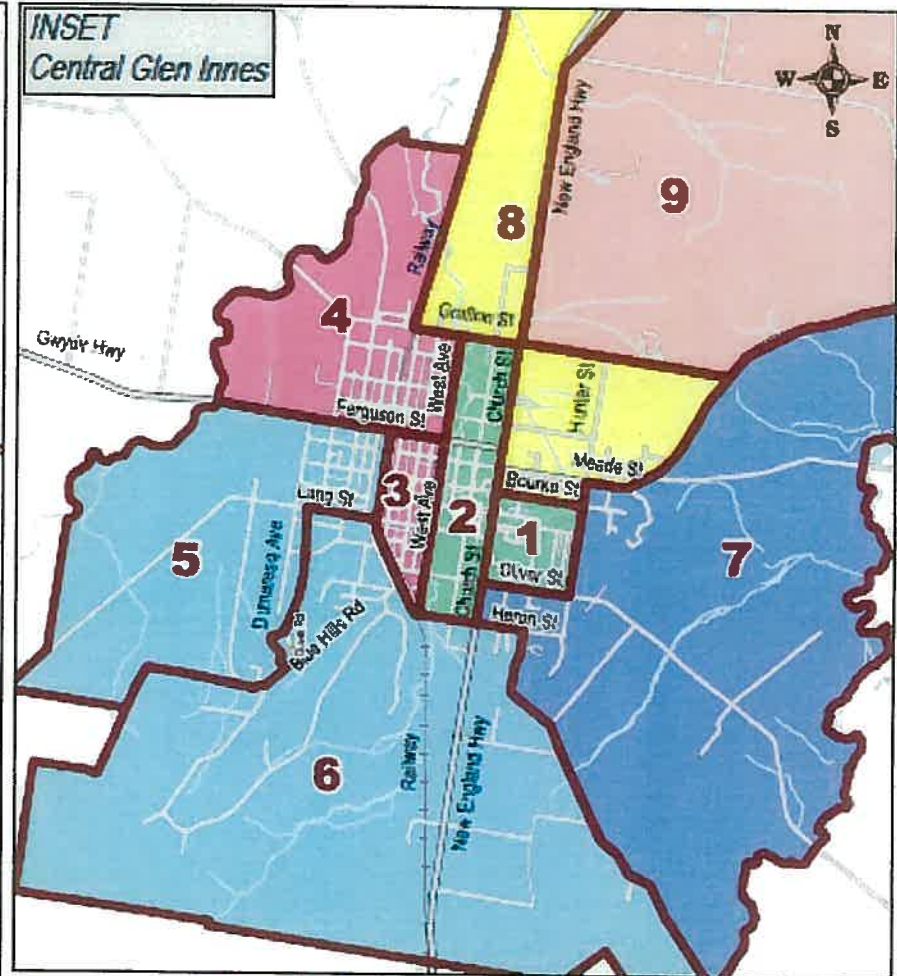 INSET
Central Glen Innes
N
W
E
S
New England Hwy
9
8
Railway
4
Grafton St
Gwydir Hwy
West Ave
Church St
Hunter St
Ferguson St
Meade St
Bourke St
Lang St
3
West Ave
2
1
5
7
Oliver St
Dumaresq Ave
Church St
Heron St
Blue Hills Rd
6
Railway
New England Hwy